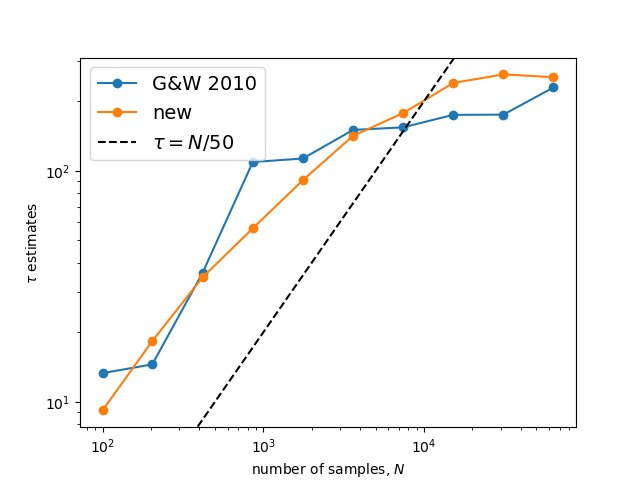 G&W 2010
new
τ = N/50
10²
10¹
τ estimates
10²
10³
10⁴
number of samples, N